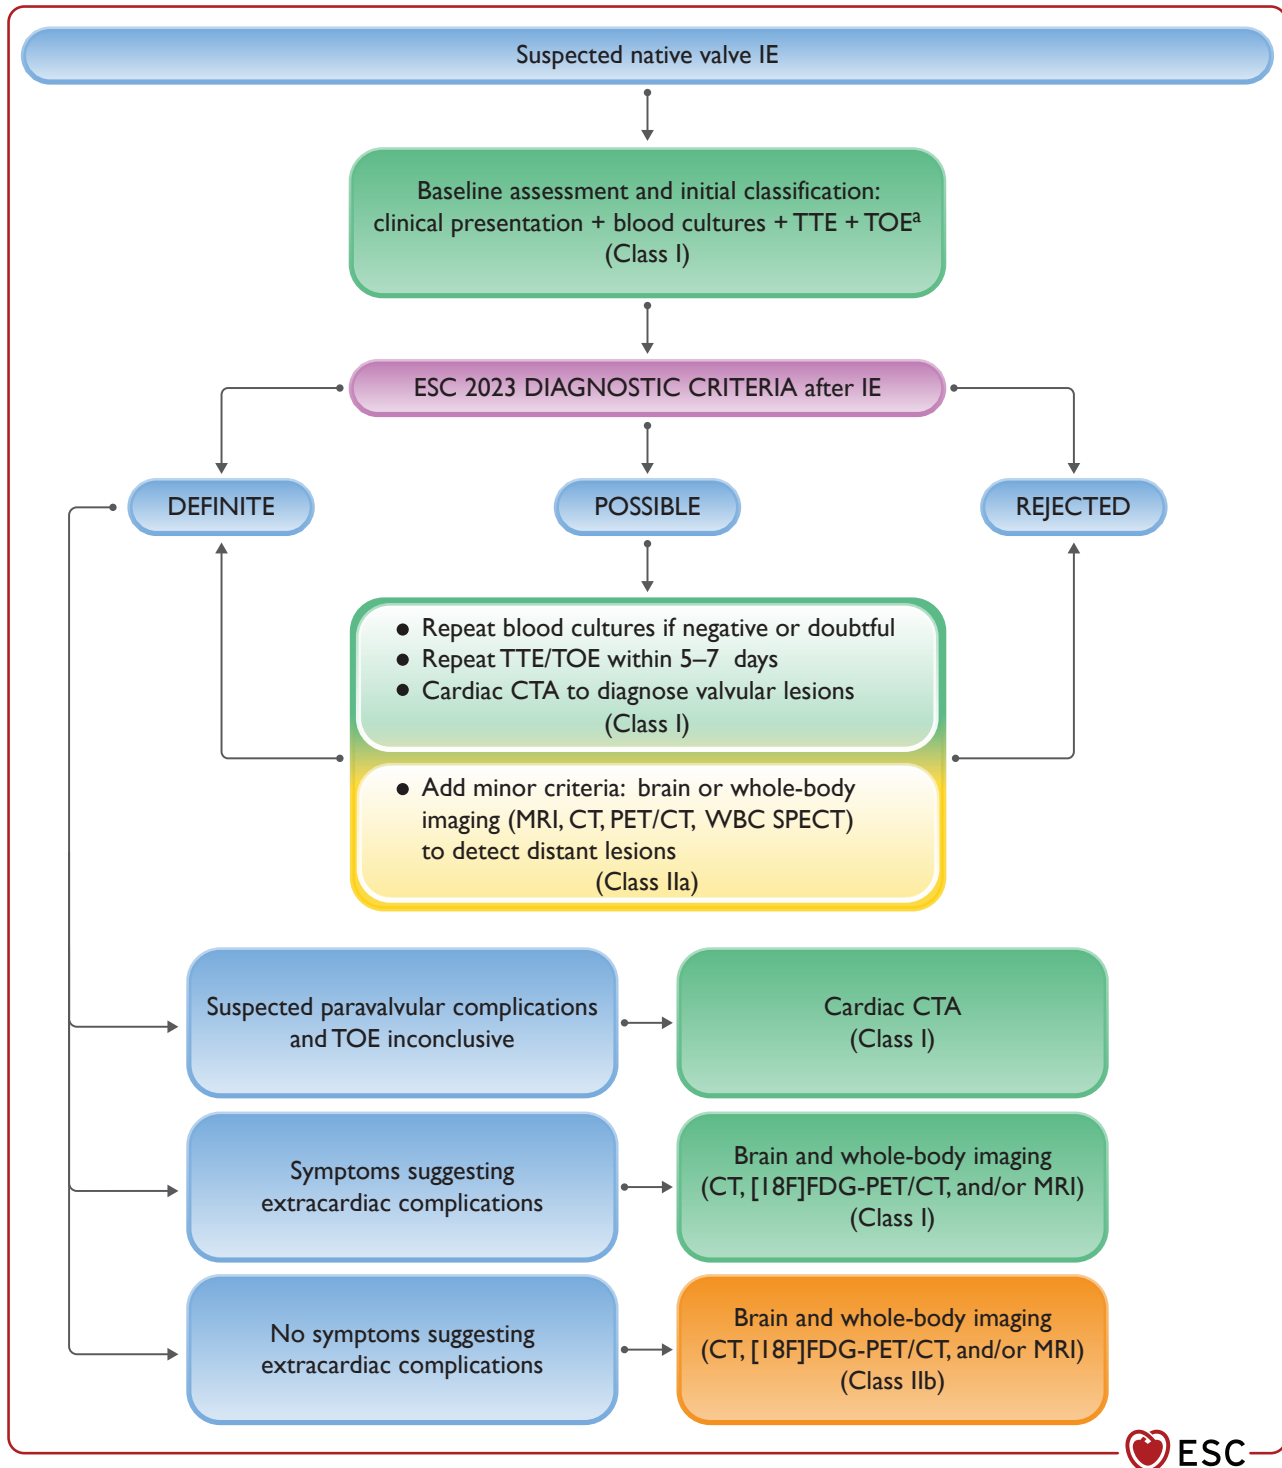 Suspected native valve IE
Baseline assessment and initial classification:
clinical presentation + blood cultures + TTE + TOEᵃ
(Class I)
ESC 2023 DIAGNOSTIC CRITERIA after IE
DEFINITE
POSSIBLE
REJECTED
● Repeat blood cultures if negative or doubtful
● Repeat TTE/TOE within 5–7 days
● Cardiac CTA to diagnose valvular lesions
(Class I)
● Add minor criteria: brain or whole-body
imaging (MRI, CT, PET/CT, WBC SPECT)
to detect distant lesions
(Class IIa)
Suspected paravalvular complications
and TOE inconclusive
Cardiac CTA
(Class I)
Symptoms suggesting
extracardiac complications
Brain and whole-body imaging
(CT, [18F]FDG-PET/CT, and/or MRI)
(Class I)
No symptoms suggesting
extracardiac complications
Brain and whole-body imaging
(CT, [18F]FDG-PET/CT, and/or MRI)
(Class IIb)
ESC